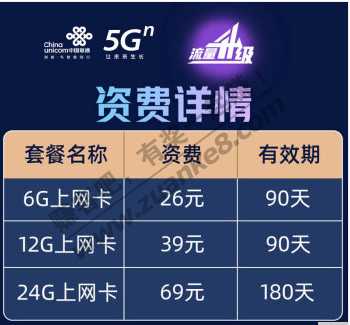 China
unicom中国联通
5Gⁿ
让未来生长
流量升级
资费详情
套餐名称 资费 有效期
6G上网卡 26元 90天
12G上网卡 39元 90天
24G上网卡 69元 180天
www.zuanke8.com